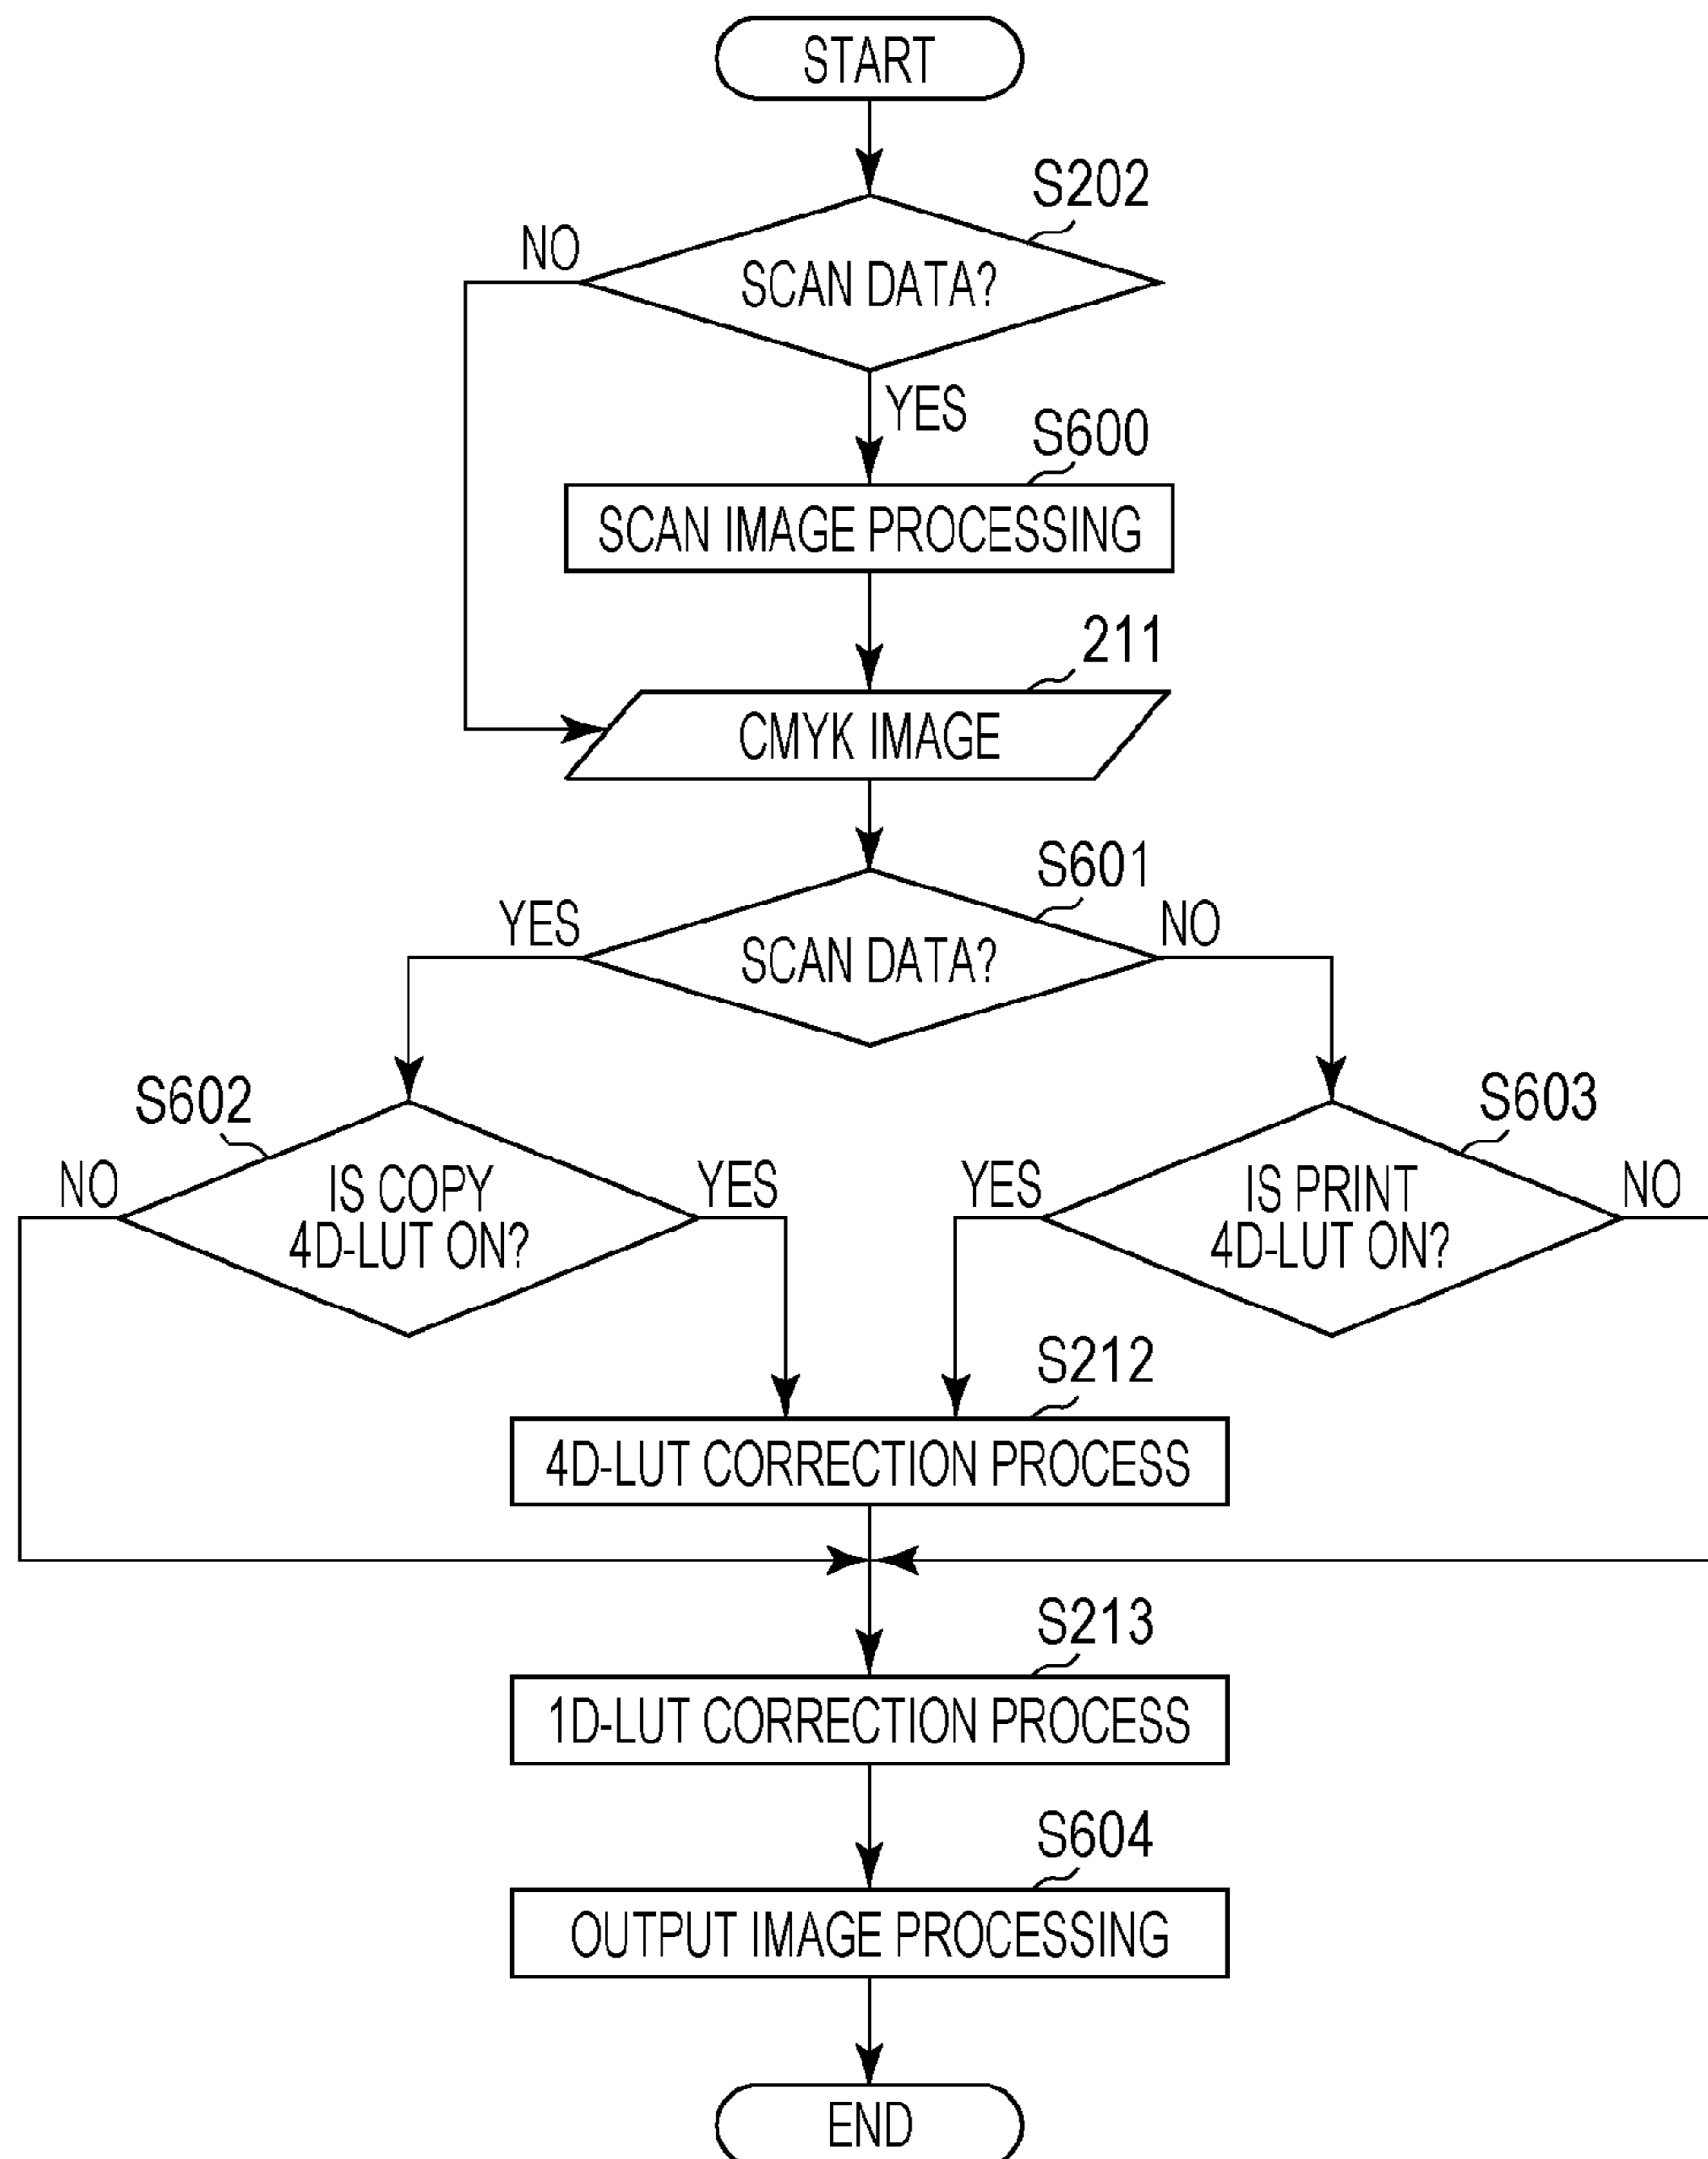 START
S202
NO
SCAN DATA?
YES
S600
SCAN IMAGE PROCESSING
211
CMYK IMAGE
S601
YES
NO
SCAN DATA?
S602
S603
NO
YES
YES
NO
IS COPY
4D-LUT ON?
IS PRINT
4D-LUT ON?
S212
4D-LUT CORRECTION PROCESS
S213
1D-LUT CORRECTION PROCESS
S604
OUTPUT IMAGE PROCESSING
END